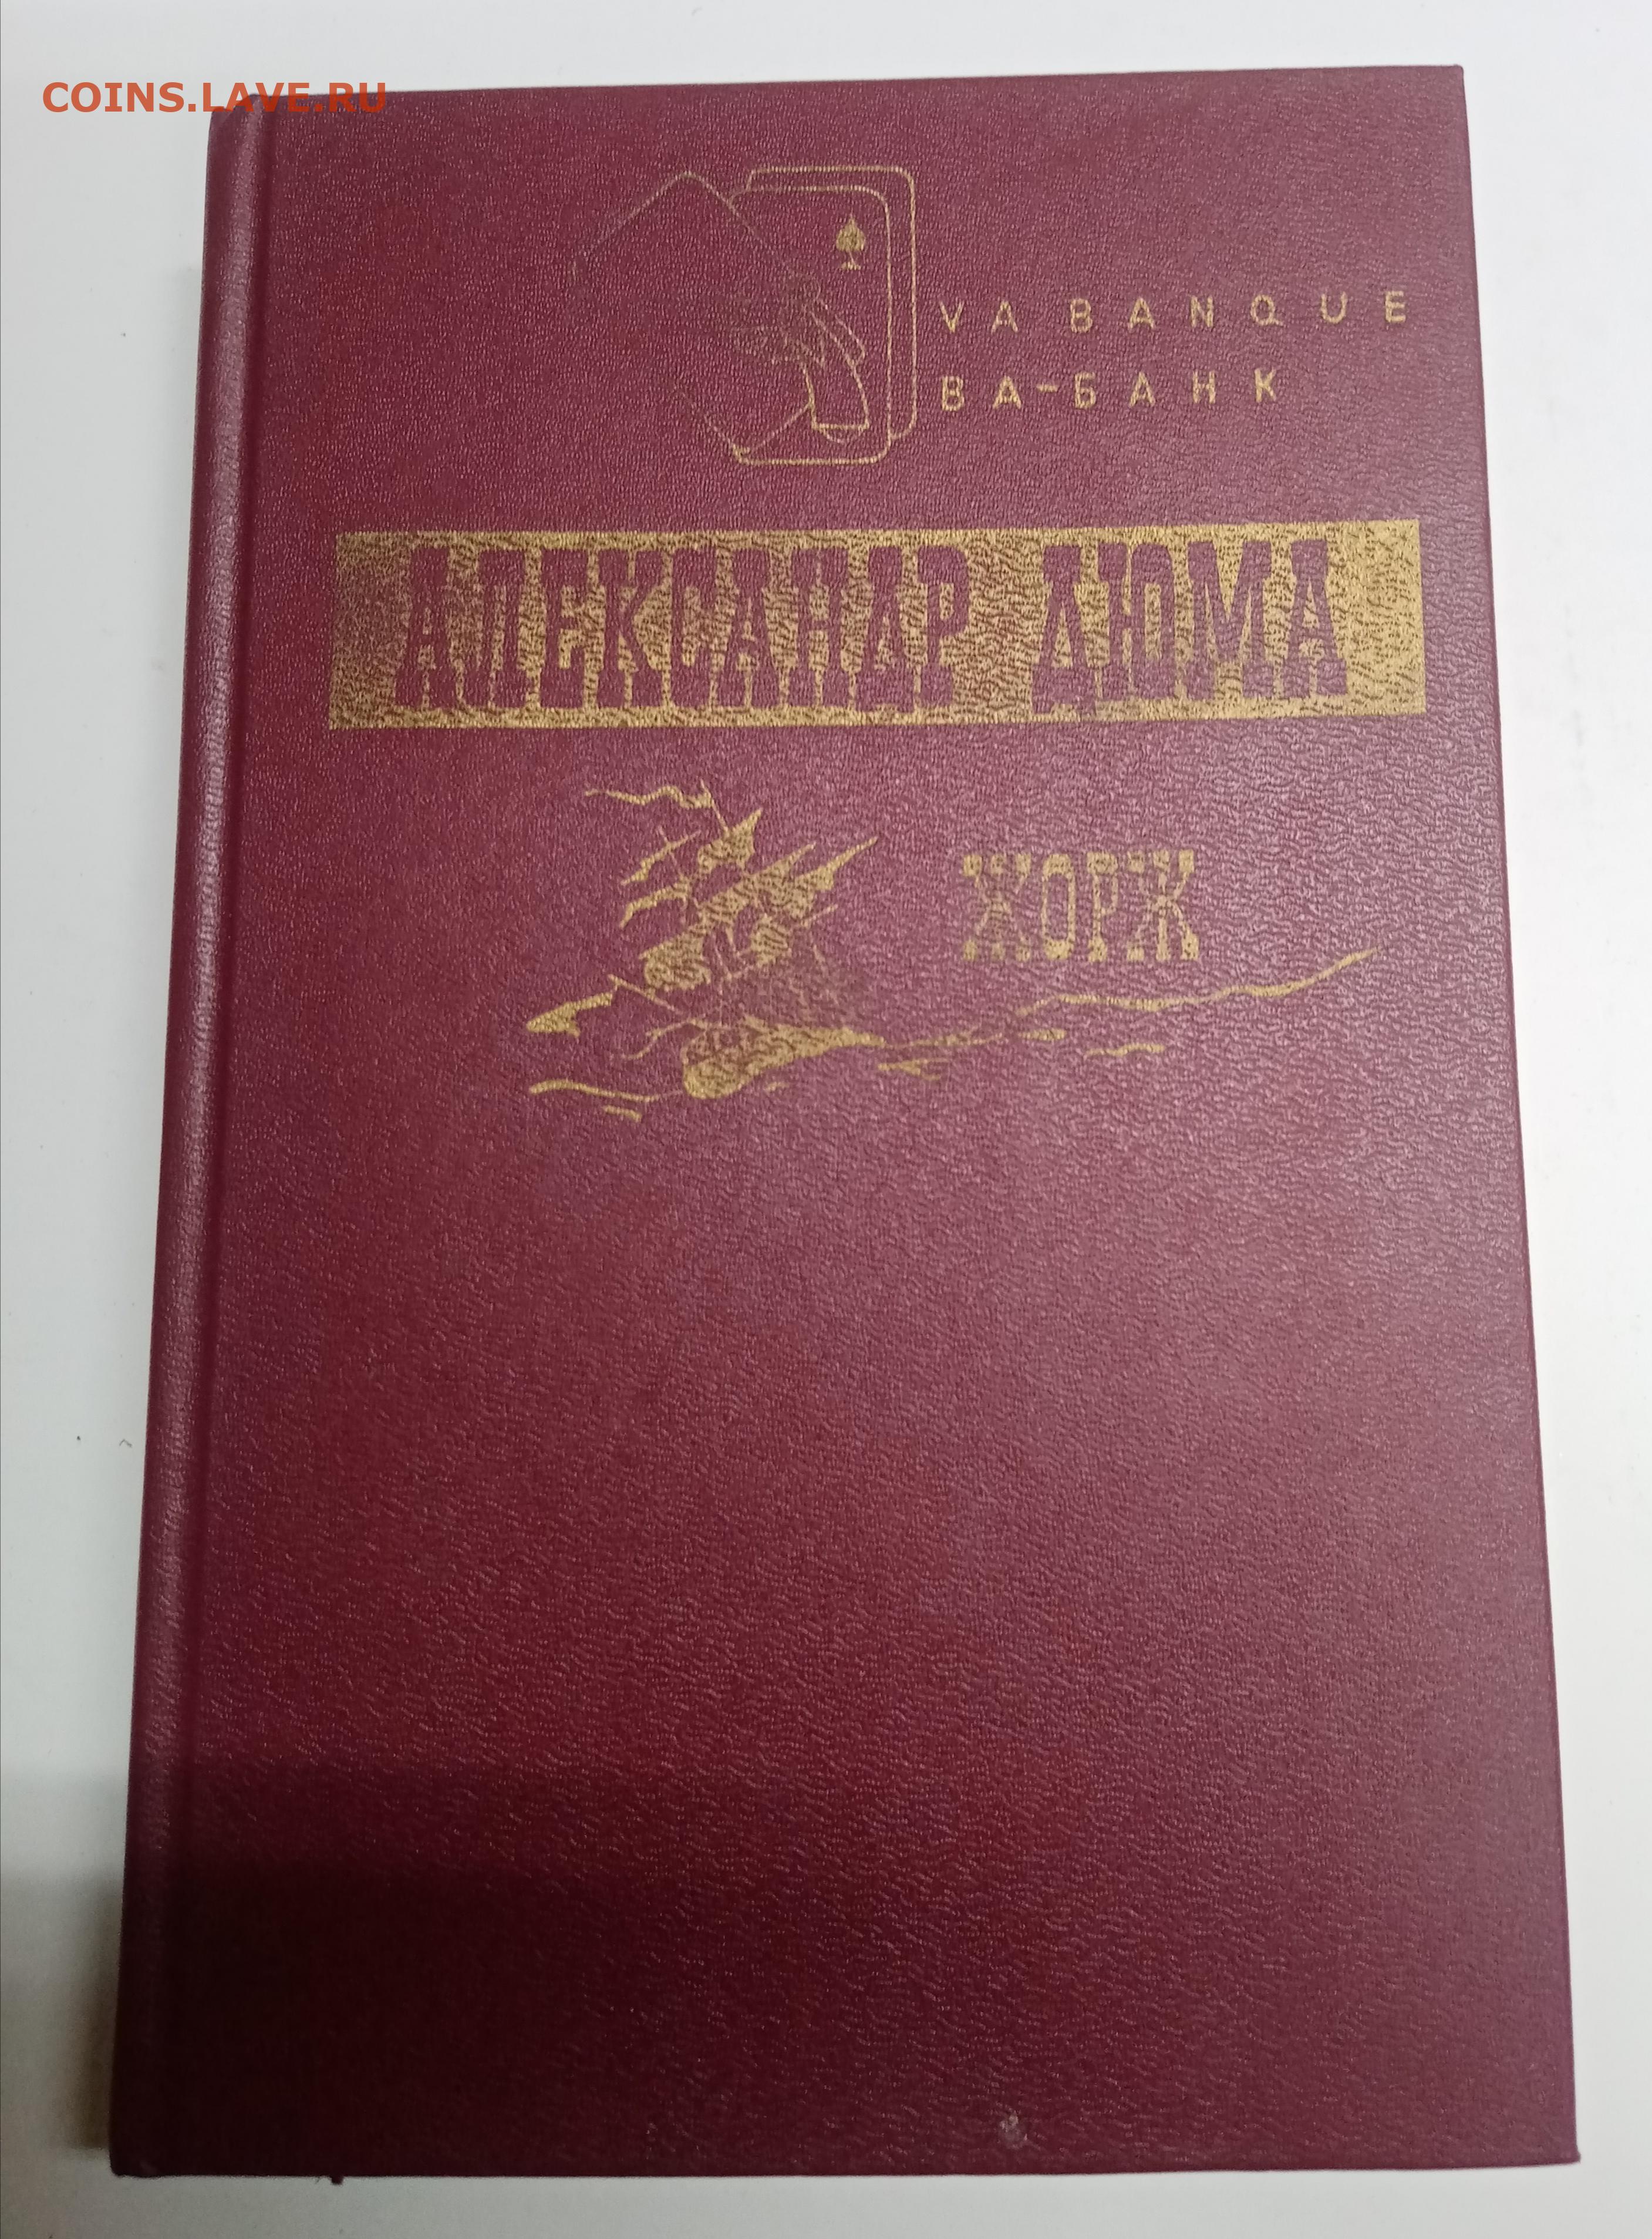 COINS.LAVE.RU
VA BANQUE
ВА-БАНК
АЛЕКСАНДР ДЮМА
ЖОРЖ